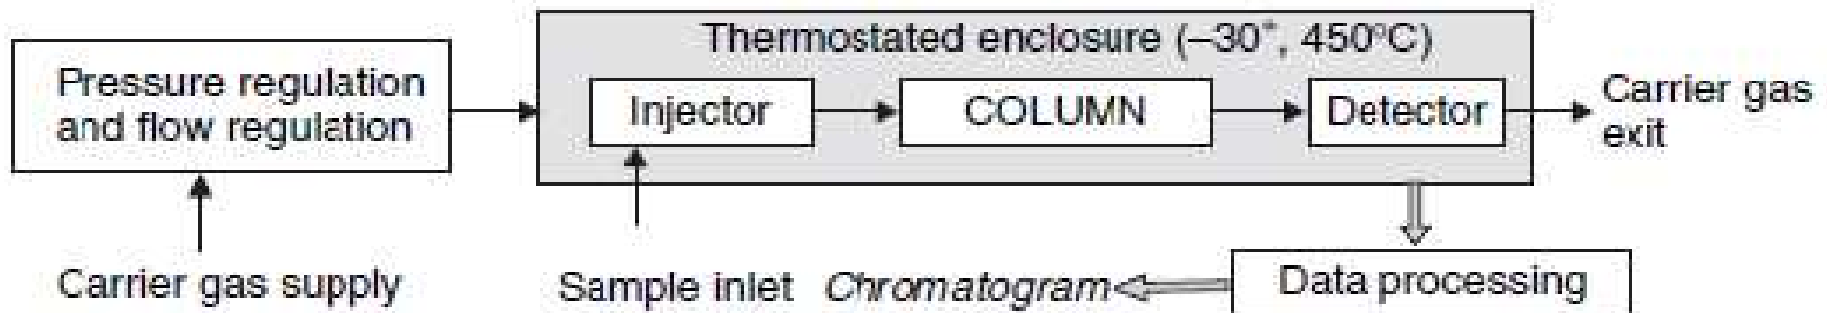 Thermostated enclosure (–30°, 450°C)
Pressure regulation
and flow regulation
Injector
COLUMN
Detector
Carrier gas
exit
Carrier gas supply
Sample inlet
Chromatogram
Data processing